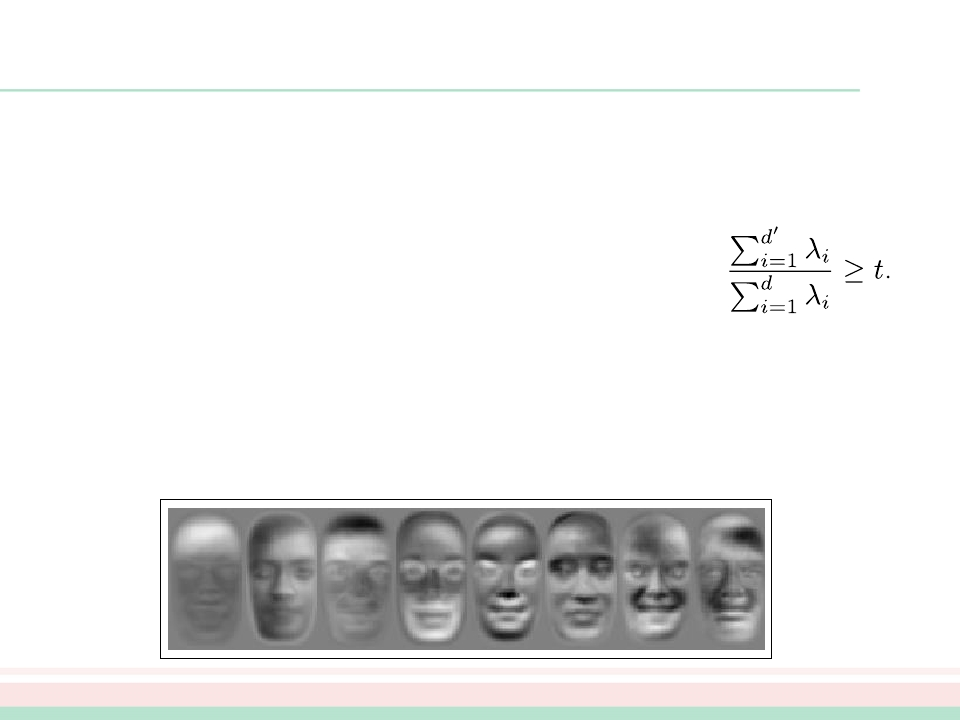 \frac{\sum_{i=1}^{d'} \lambda_i}{\sum_{i=1}^{d} \lambda_i} \geq t.